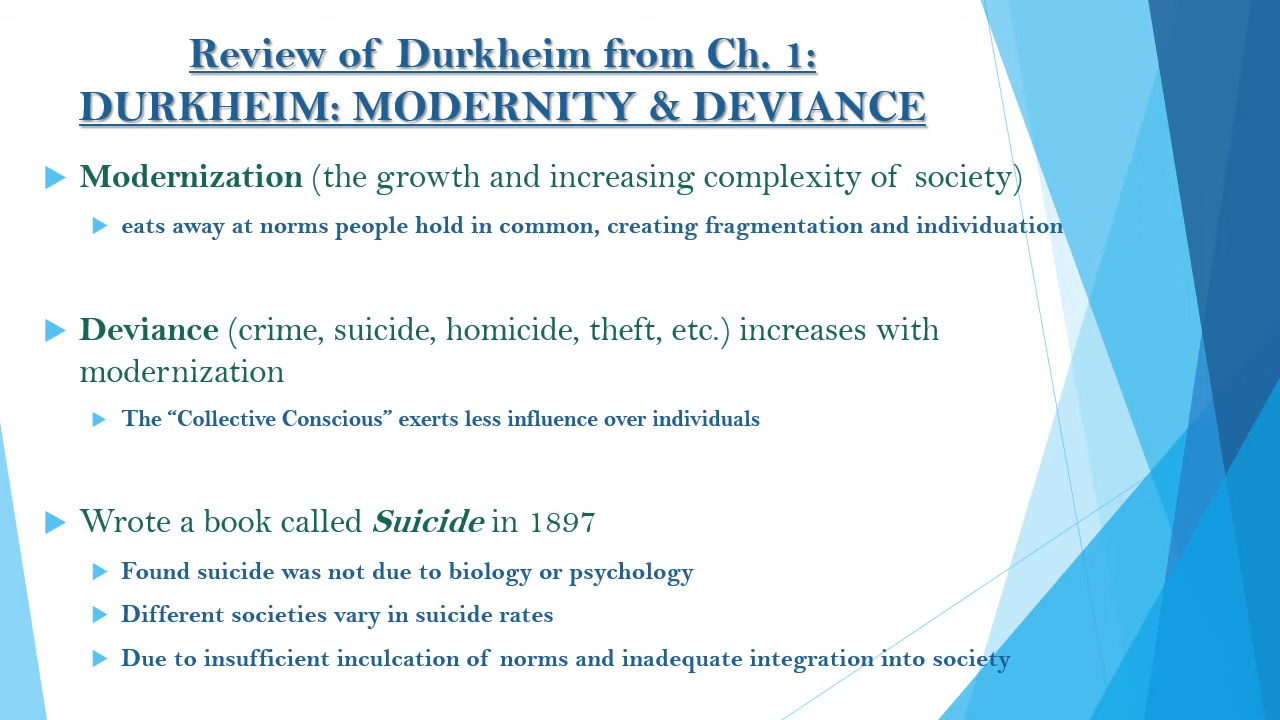 Review of Durkheim from Ch. 1:
DURKHEIM: MODERNITY & DEVIANCE
Modernization (the growth and increasing complexity of society)
eats away at norms people hold in common, creating fragmentation and individuation
Deviance (crime, suicide, homicide, theft, etc.) increases with
modernization
The “Collective Conscious” exerts less influence over individuals
Wrote a book called Suicide in 1897
Found suicide was not due to biology or psychology
Different societies vary in suicide rates
Due to insufficient inculcation of norms and inadequate integration into society